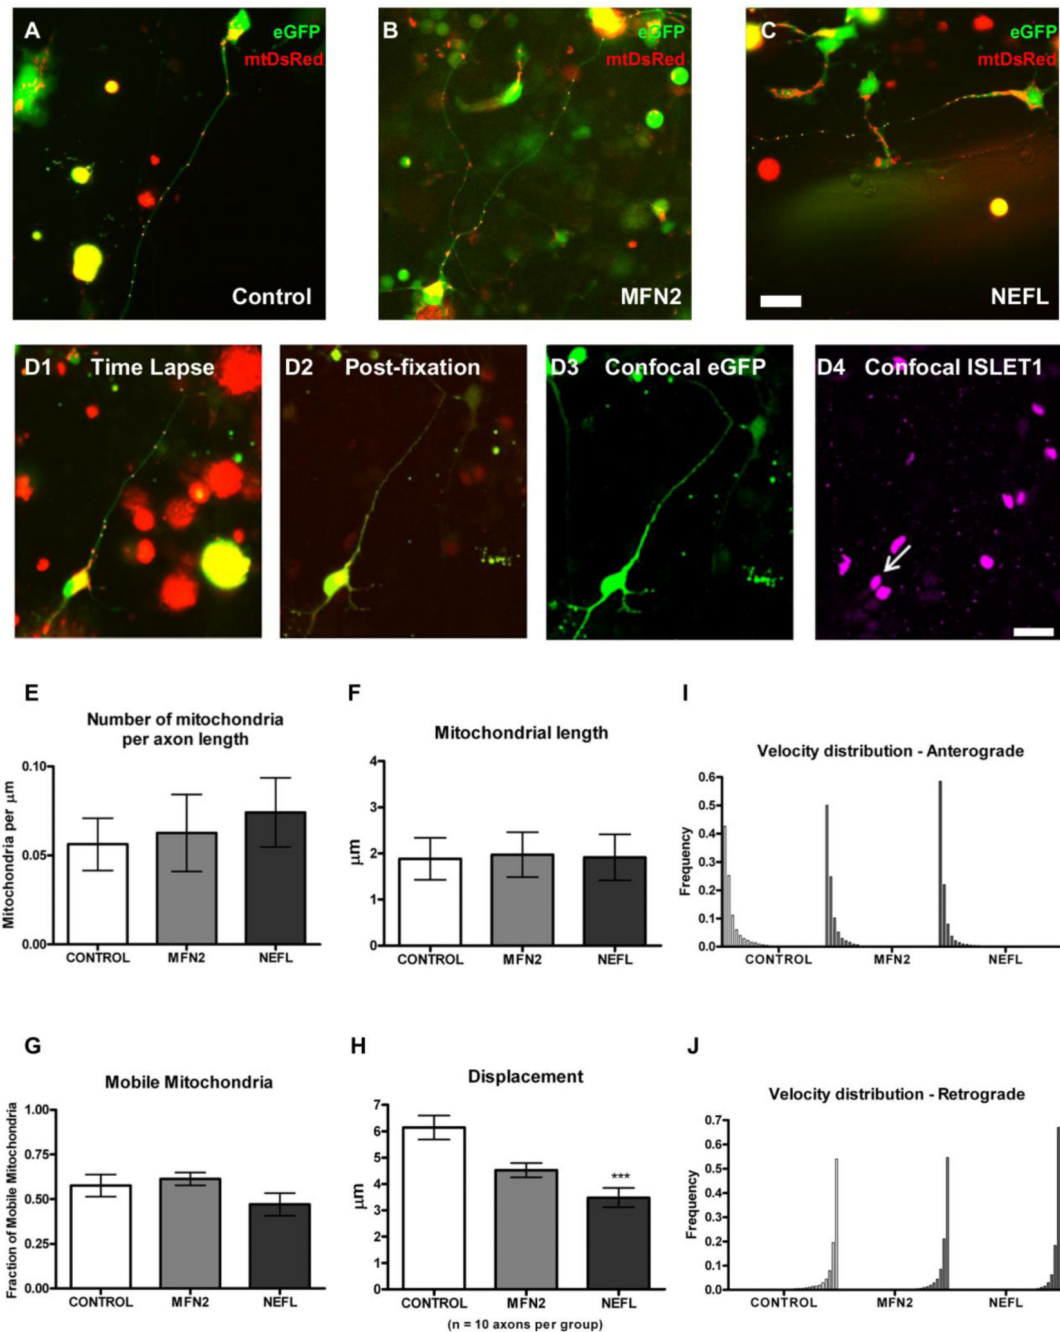 A
eGFP
mtDsRed
Control
B
eGFP
mtDsRed
MFN2
C
eGFP
mtDsRed
NEFL
D1 Time Lapse
D2 Post-fixation
D3 Confocal eGFP
D4 Confocal ISLET1
E
Number of mitochondria
per axon length
Mitochondria per μm
0.10
0.05
0.00
CONTROL MFN2 NEFL
F
Mitochondrial length
μm
4
3
2
1
0
CONTROL MFN2 NEFL
I
Velocity distribution - Anterograde
Frequency
0.6
0.5
0.4
0.3
0.2
0.1
0.0
CONTROL MFN2 NEFL
G
Mobile Mitochondria
Fraction of Mobile Mitochondria
1.00
0.75
0.50
0.25
0.00
CONTROL MFN2 NEFL
H
Displacement
μm
7
6
5
4
3
2
1
0
***
CONTROL MFN2 NEFL
(n = 10 axons per group)
J
Velocity distribution - Retrograde
Frequency
0.7
0.6
0.5
0.4
0.3
0.2
0.1
0.0
CONTROL MFN2 NEFL